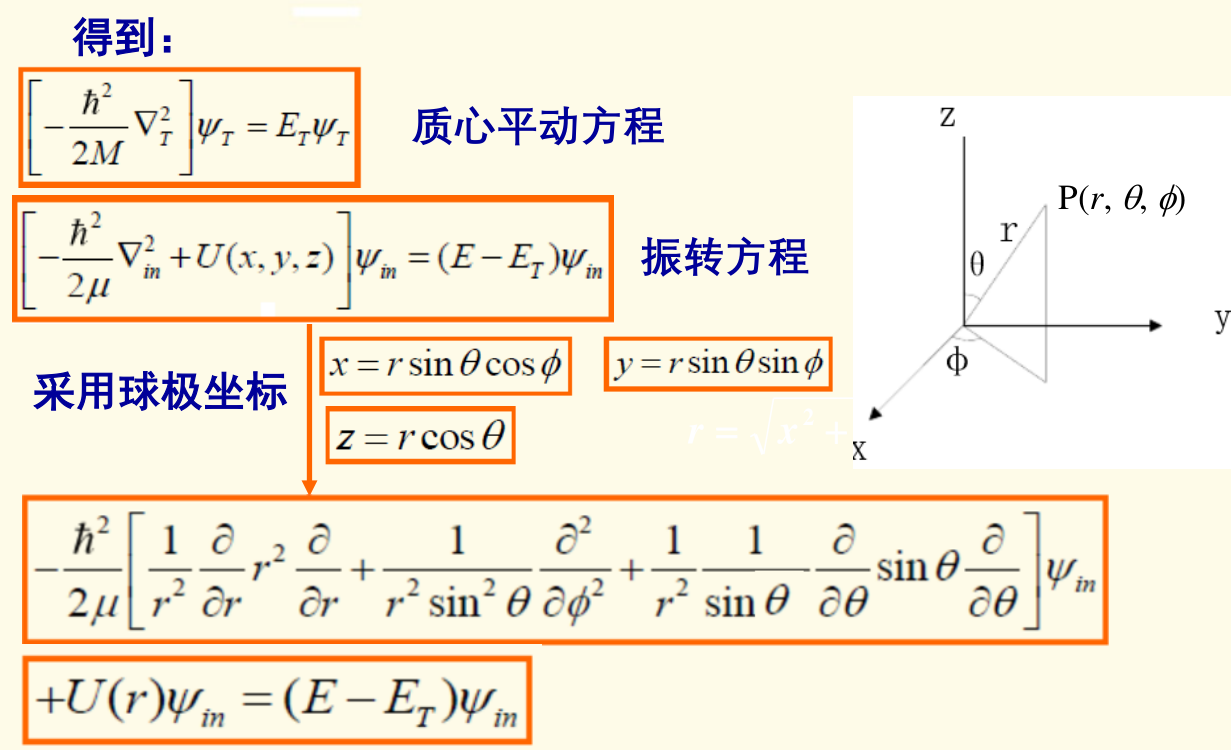 得到：
$\left[-\frac{\hbar^2}{2M}\nabla_T^2\right]\psi_T = E_T\psi_T$ 质心平动方程
$\left[-\frac{\hbar^2}{2\mu}\nabla_{in}^2 + U(x,y,z)\right]\psi_{in} = (E-E_T)\psi_{in}$ 振转方程
采用球极坐标
$x = r\sin\theta\cos\phi$ $y = r\sin\theta\sin\phi$
$z = r\cos\theta$
$r = \sqrt{x^2+}$
z
P(r, θ, ϕ)
r
θ
y
ϕ
x
$-\frac{\hbar^2}{2\mu}\left[\frac{1}{r^2}\frac{\partial}{\partial r}r^2\frac{\partial}{\partial r}+\frac{1}{r^2\sin^2\theta}\frac{\partial^2}{\partial\phi^2}+\frac{1}{r^2}\frac{1}{\sin\theta}\frac{\partial}{\partial\theta}\sin\theta\frac{\partial}{\partial\theta}\right]\psi_{in}$
$+U(r)\psi_{in} = (E-E_T)\psi_{in}$